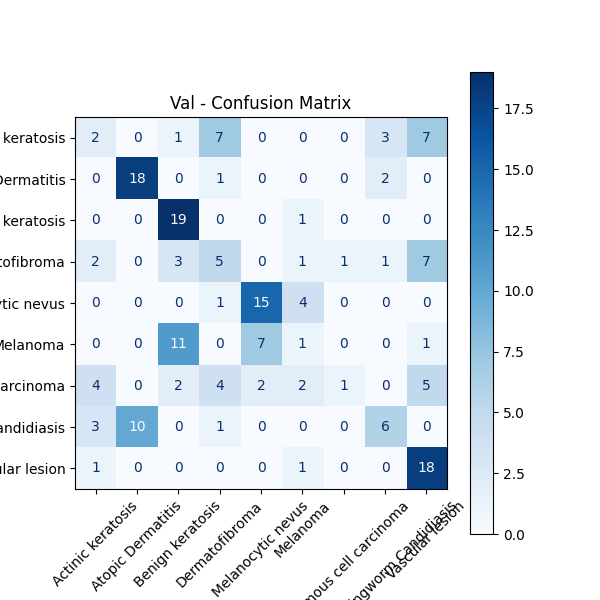 Val - Confusion Matrix
keratosis 2 0 1 7 0 0 0 3 7
Dermatitis 0 18 0 1 0 0 0 2 0
keratosis 0 0 19 0 0 1 0 0 0
tofibroma 2 0 3 5 0 1 1 1 7
tic nevus 0 0 0 1 15 4 0 0 0
Melanoma 0 0 11 0 7 1 0 0 1
arcinoma 4 0 2 4 2 2 1 0 5
andidiasis 3 10 0 1 0 0 0 6 0
ular lesion 1 0 0 0 0 1 0 0 18
Actinic keratosis
Atopic Dermatitis
Benign keratosis
Dermatofibroma
Melanocytic nevus
Melanoma
mous cell carcinoma
ngworm Candidiasis
Vascular lesion
17.5
15.0
12.5
10.0
7.5
5.0
2.5
0.0